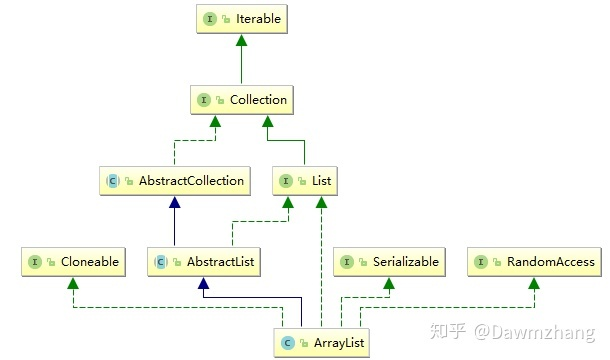 I Iterable
I Collection
C AbstractCollection
I List
I Cloneable
C AbstractList
I Serializable
I RandomAccess
C ArrayList
知乎 @Dawmzhang